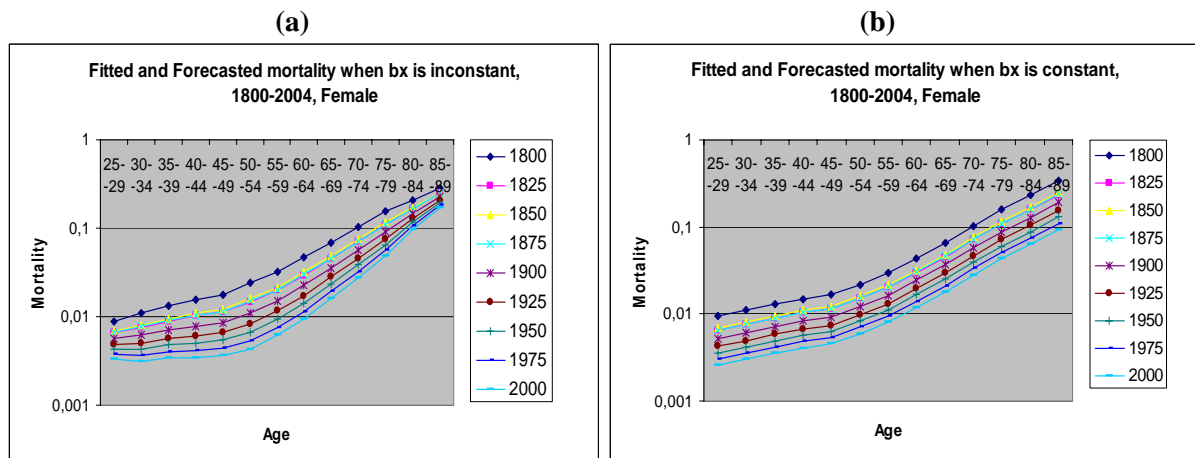 (a)
Fitted and Forecasted mortality when bx is inconstant,
1800-2004, Female
Mortality
1
0,1
0,01
0,001
25- 30- 35- 40- 45- 50- 55- 60- 65- 70- 75- 80- 85-
-29 -34 -39 -44 -49 -54 -59 -64 -69 -74 -79 -84 -89
Age
1800
1825
1850
1875
1900
1925
1950
1975
2000
(b)
Fitted and Forecasted mortality when bx is constant,
1800-2004, Female
Mortality
1
0,1
0,01
0,001
25- 30- 35- 40- 45- 50- 55- 60- 65- 70- 75- 80- 85-
-29 -34 -39 -44 -49 -54 -59 -64 -69 -74 -79 -84 -89
Age
1800
1825
1850
1875
1900
1925
1950
1975
2000